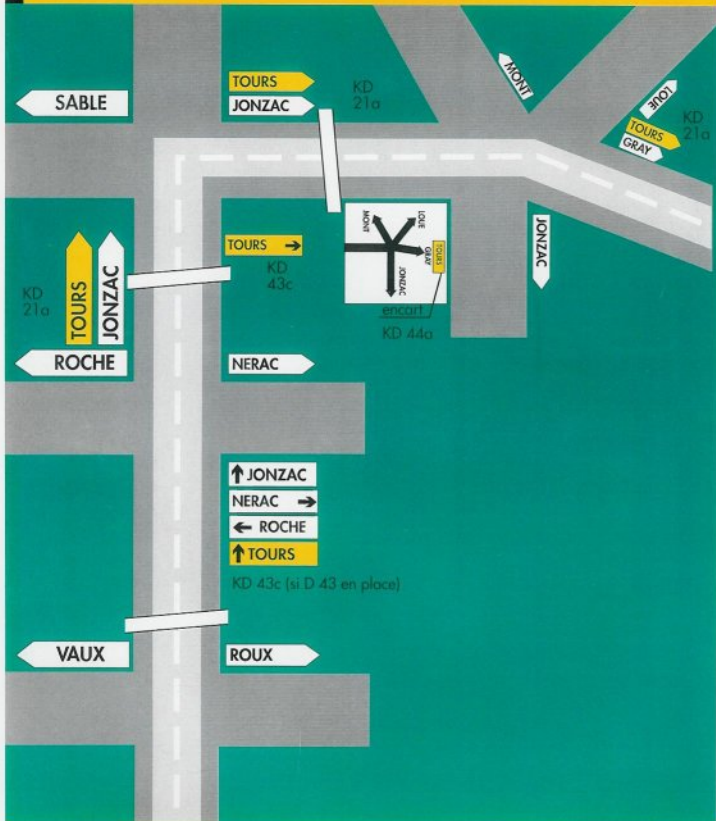 TOURS
JONZAC
KD
21a
SABLE
MONT
LOUE
TOURS
GRAY
KD
21a
TOURS →
KD
43c
MONT
LOUE
GRAY
TOURS
JONZAC
encart
KD 44a
JONZAC
KD
21a
TOURS
JONZAC
ROCHE
NERAC
↑ JONZAC
NERAC →
← ROCHE
↑ TOURS
KD 43c (si D 43 en place)
VAUX
ROUX